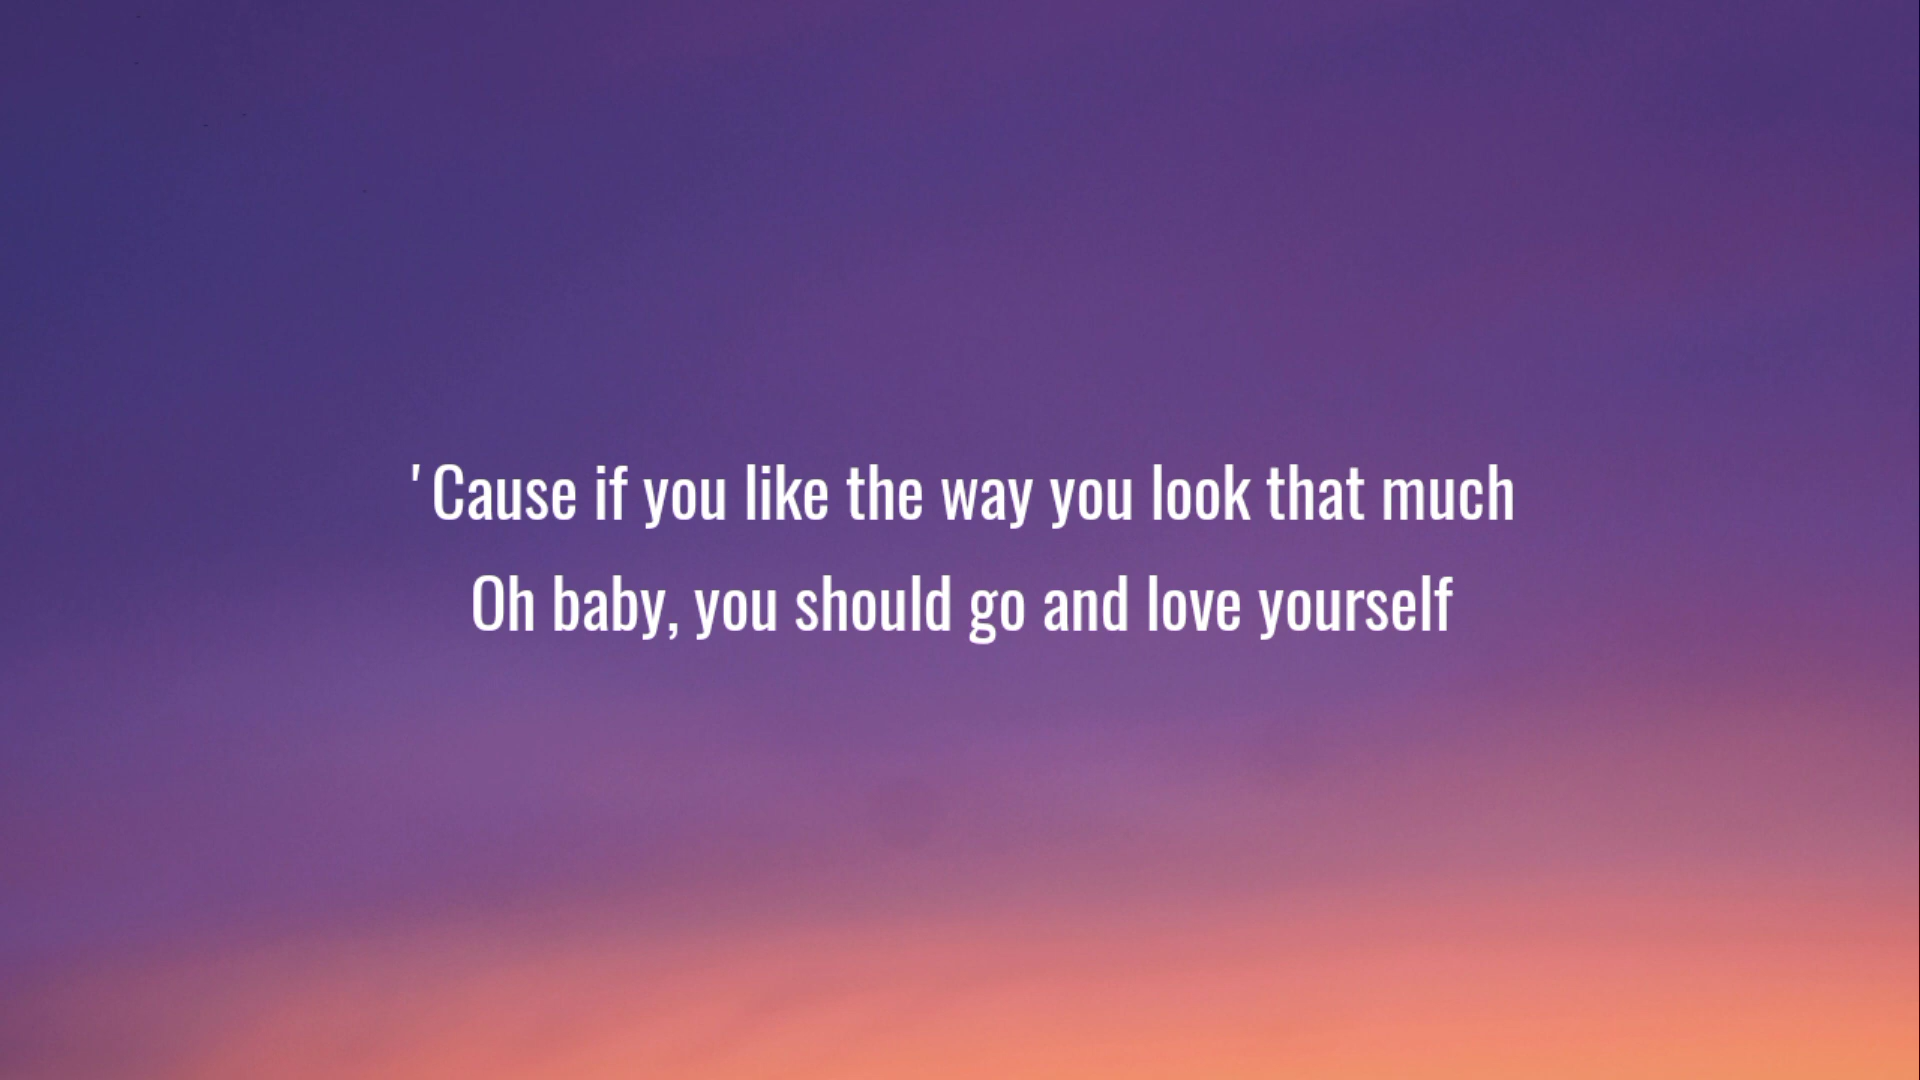 'Cause if you like the way you look that much
Oh baby, you should go and love yourself